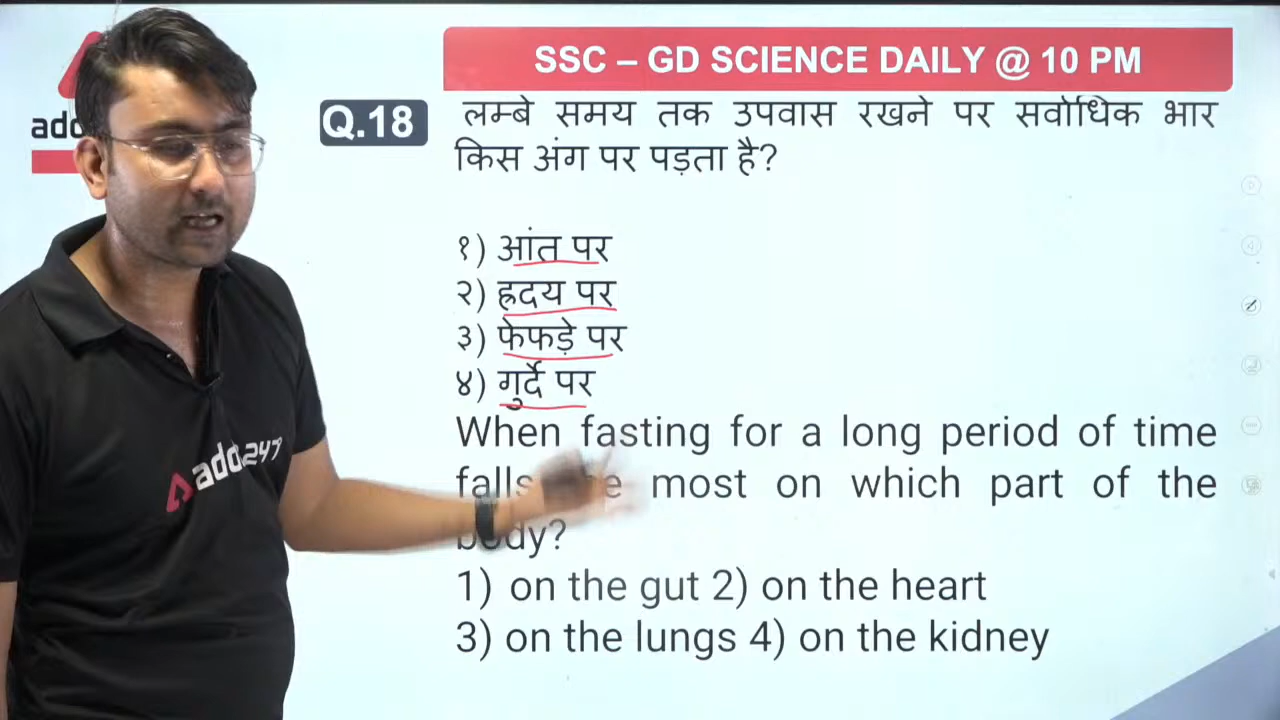 SSC – GD SCIENCE DAILY @ 10 PM
Q.18 लम्बे समय तक उपवास रखने पर सर्वाधिक भार
किस अंग पर पड़ता है?
१) आंत पर
२) ह्रदय पर
३) फेफड़े पर
४) गुर्दे पर
When fasting for a long period of time
falls most on which part of the
body?
1) on the gut 2) on the heart
3) on the lungs 4) on the kidney
adda247